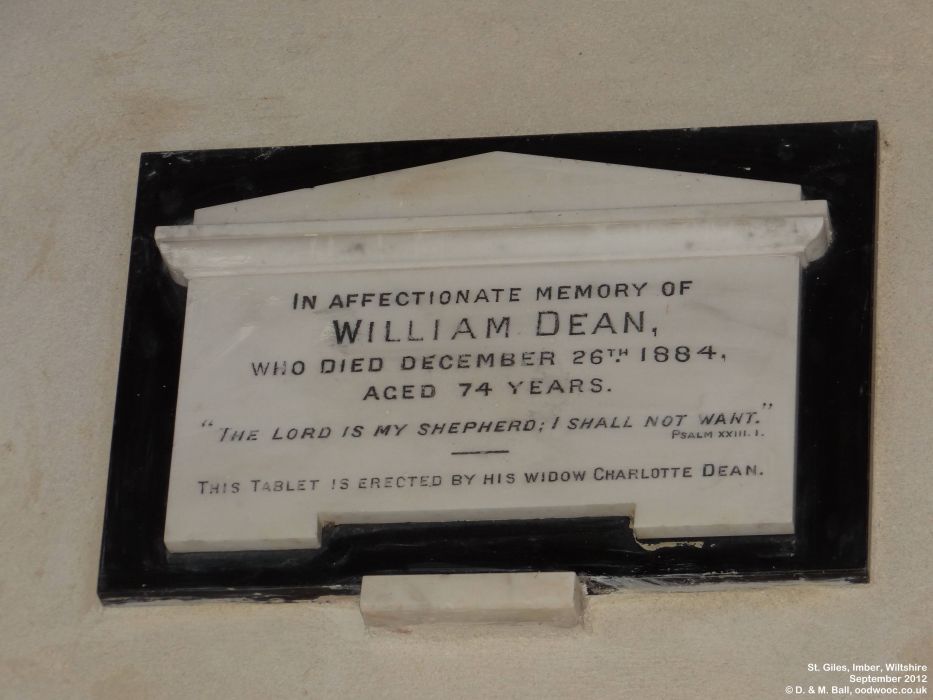 IN AFFECTIONATE MEMORY OF
WILLIAM DEAN,
WHO DIED DECEMBER 26TH 1884,
AGED 74 YEARS.
"THE LORD IS MY SHEPHERD; I SHALL NOT WANT."
PSALM XXIII. I.
THIS TABLET IS ERECTED BY HIS WIDOW CHARLOTTE DEAN.
St. Giles, Imber, Wiltshire
September 2012
© D. & M. Ball, oodwooc.co.uk